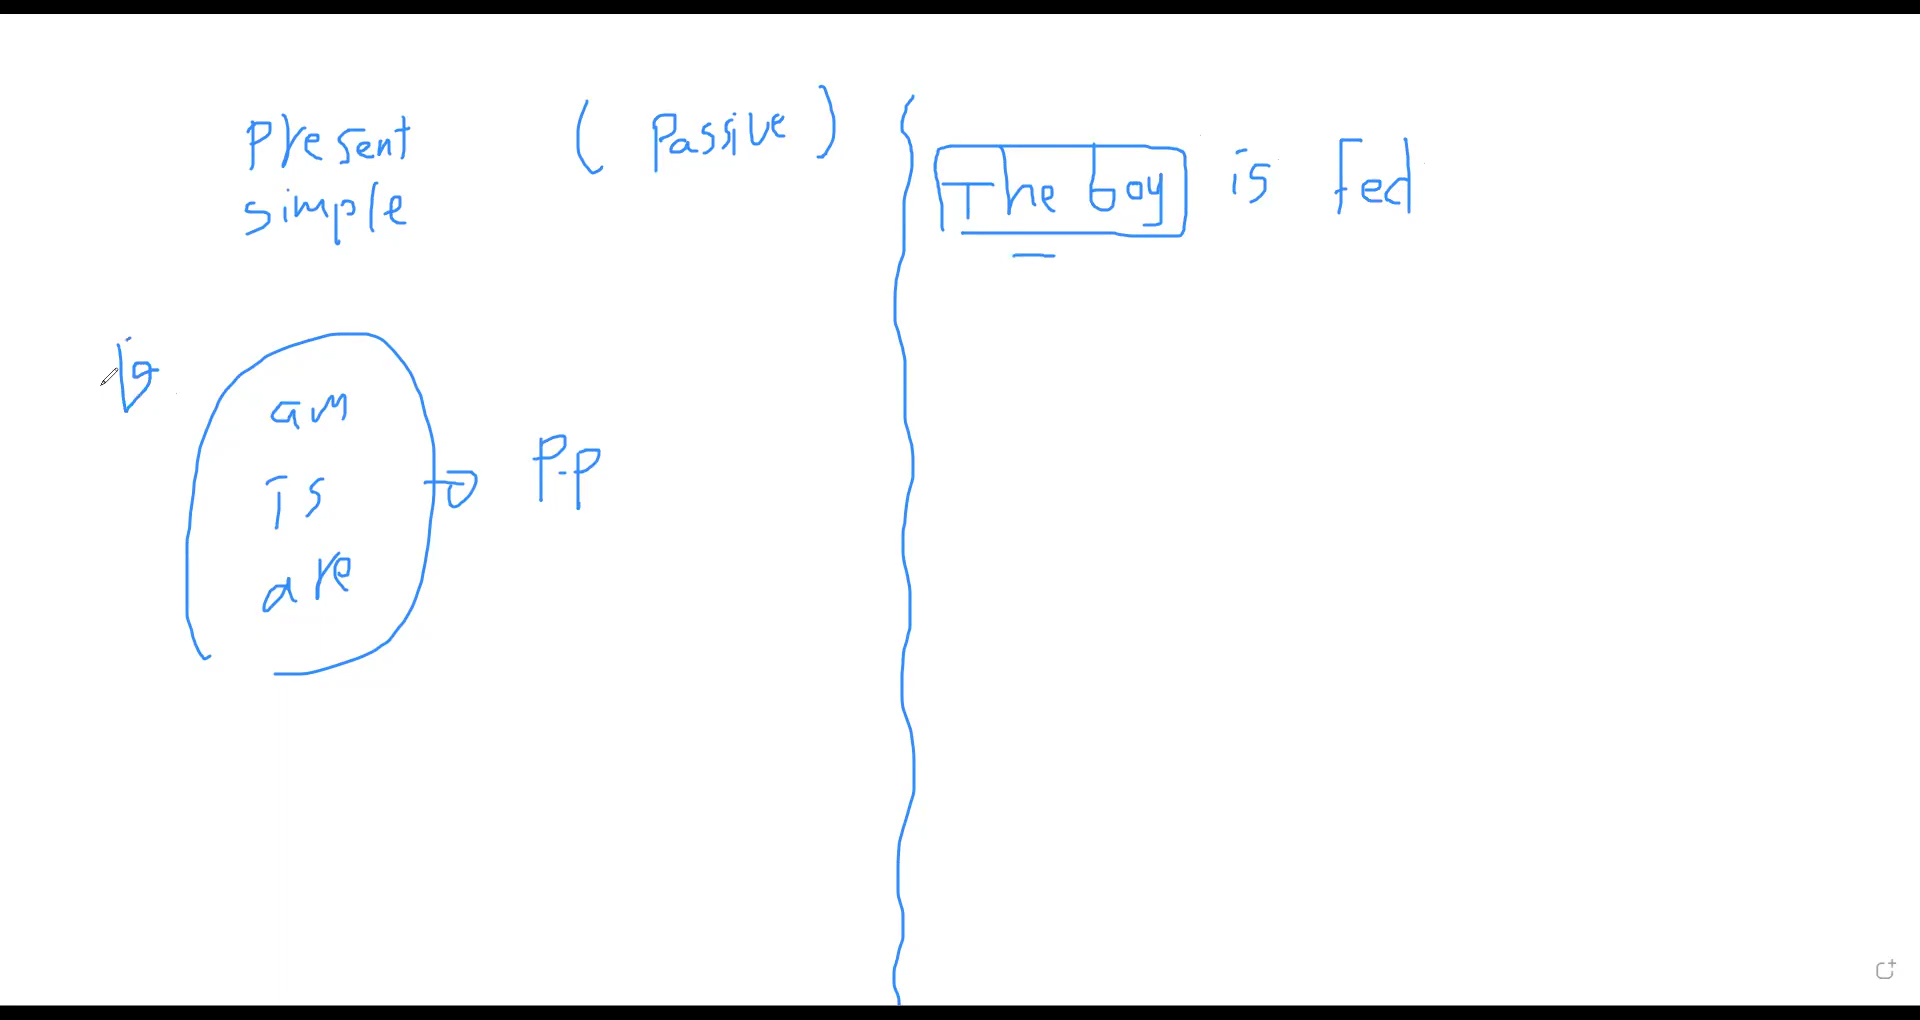 Present (Passive)
simple
am
is
are
P.P
The boy is Fed